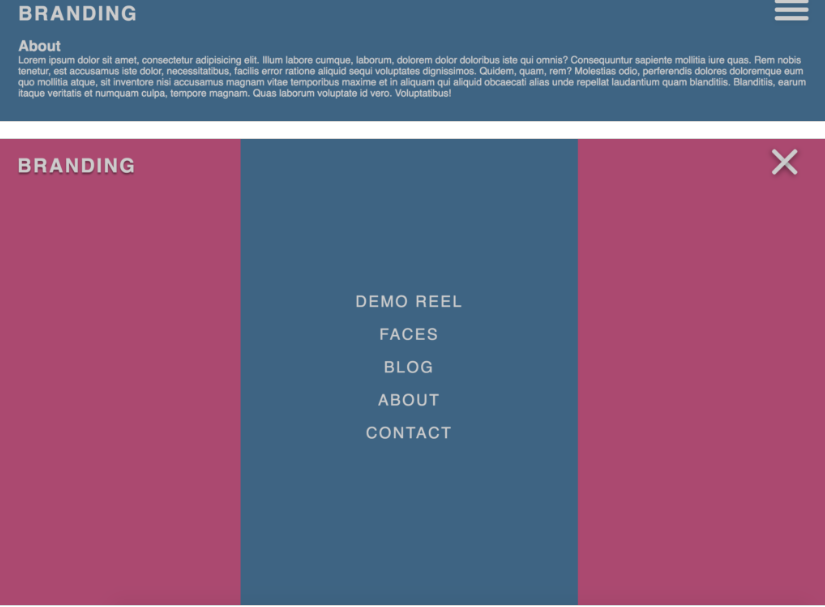 BRANDING
About
Lorem ipsum dolor sit amet, consectetur adipisicing elit. Illum labore cumque, laborum, dolorem dolor doloribus iste qui omnis? Consequuntur sapiente mollitia iure quas. Rem nobis
tenetur, est accusamus iste dolor, necessitatibus, facilis error ratione aliquid sequi voluptates dignissimos. Quidem, quam, rem? Molestias odio, perferendis dolores doloremque eum
quo mollitia atque, sit inventore nisi accusamus magnam vitae temporibus maxime et in aliquam qui aliquid obcaecati alias unde repellat laudantium quam blanditiis. Blanditiis, earum
itaque veritatis et numquam culpa, tempore magnam. Quas laborum voluptate id vero. Voluptatibus!
BRANDING
DEMO REEL
FACES
BLOG
ABOUT
CONTACT